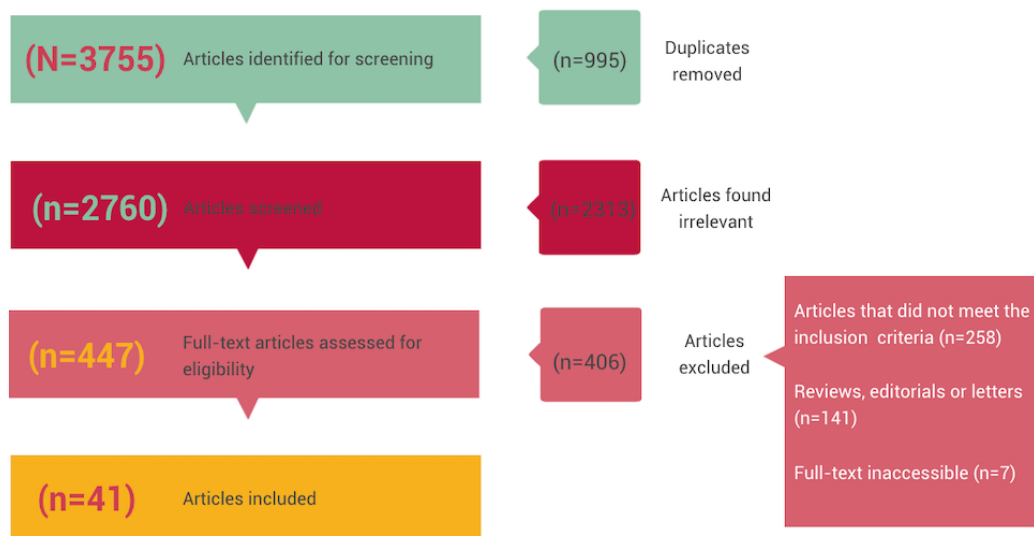 (N=3755) Articles identified for screening
(n=995)
Duplicates
removed
(n=2760) Articles screened
(n=2313)
Articles found
irrelevant
(n=447) Full-text articles assessed for
eligibility
(n=406)
Articles
excluded
Articles that did not meet the
inclusion criteria (n=258)
Reviews, editorials or letters
(n=141)
Full-text inaccessible (n=7)
(n=41) Articles included